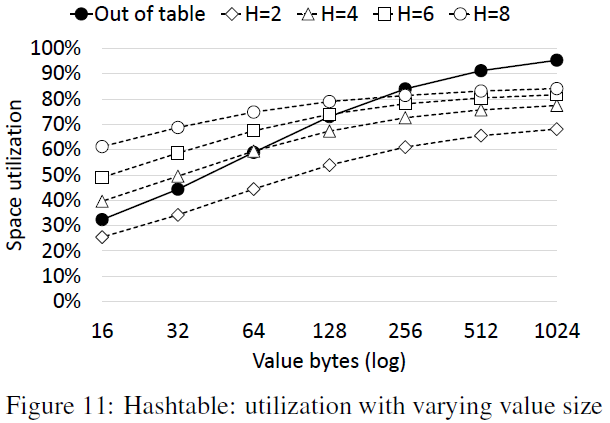 Out of table H=2 H=4 H=6 H=8
100%
90%
80%
70%
60%
50%
40%
30%
20%
10%
0%
Space utilization
16 32 64 128 256 512 1024
Value bytes (log)
Figure 11: Hashtable: utilization with varying value size